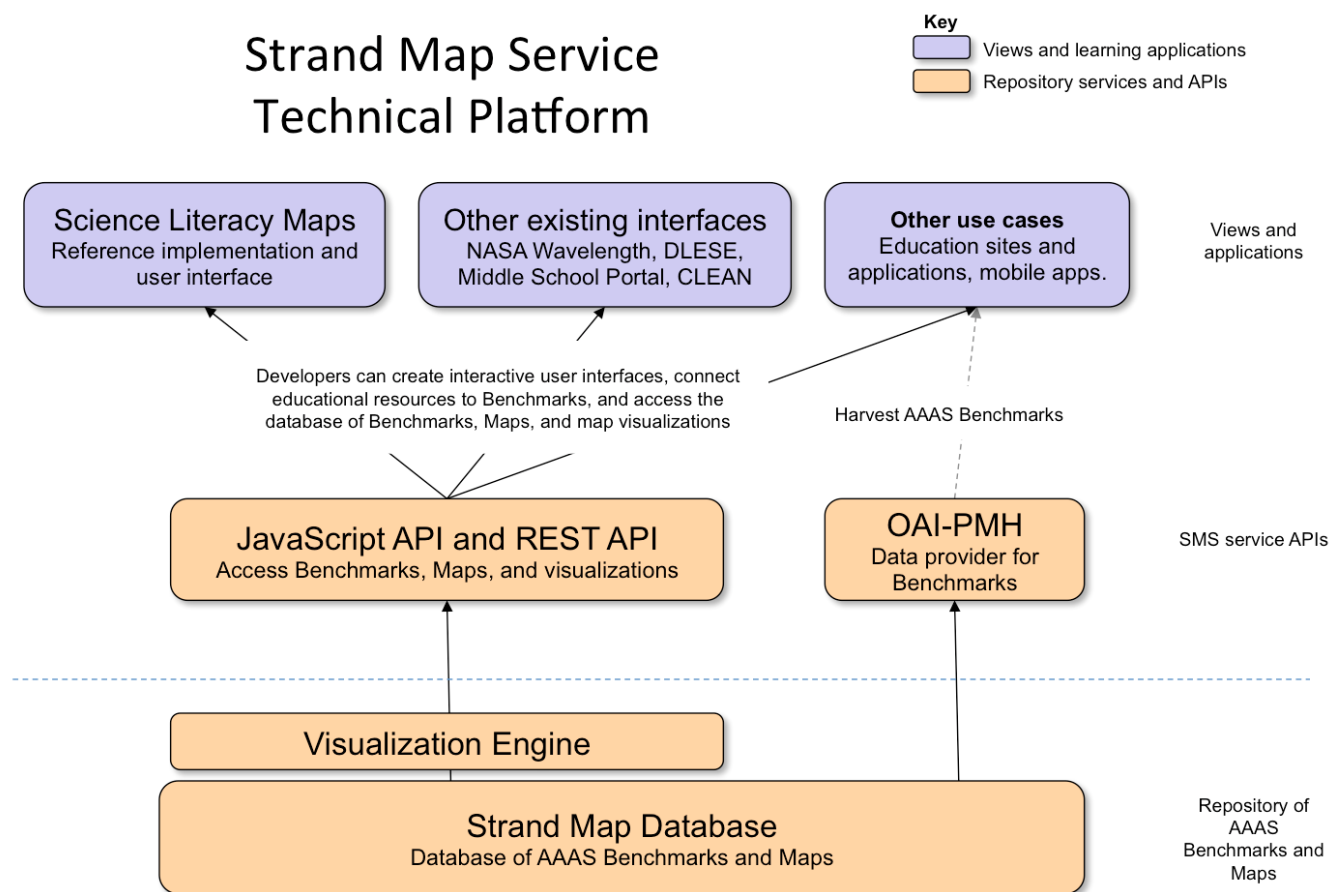 Strand Map Service
Technical Platform
Key
Views and learning applications
Repository services and APIs
Science Literacy Maps
Reference implementation and
user interface
Other existing interfaces
NASA Wavelength, DLESE,
Middle School Portal, CLEAN
Other use cases
Education sites and
applications, mobile apps.
Views and
applications
Developers can create interactive user interfaces, connect
educational resources to Benchmarks, and access the
database of Benchmarks, Maps, and map visualizations
Harvest AAAS Benchmarks
JavaScript API and REST API
Access Benchmarks, Maps, and visualizations
OAI-PMH
Data provider for
Benchmarks
SMS service APIs
Visualization Engine
Strand Map Database
Database of AAAS Benchmarks and Maps
Repository of
AAAS
Benchmarks and
Maps